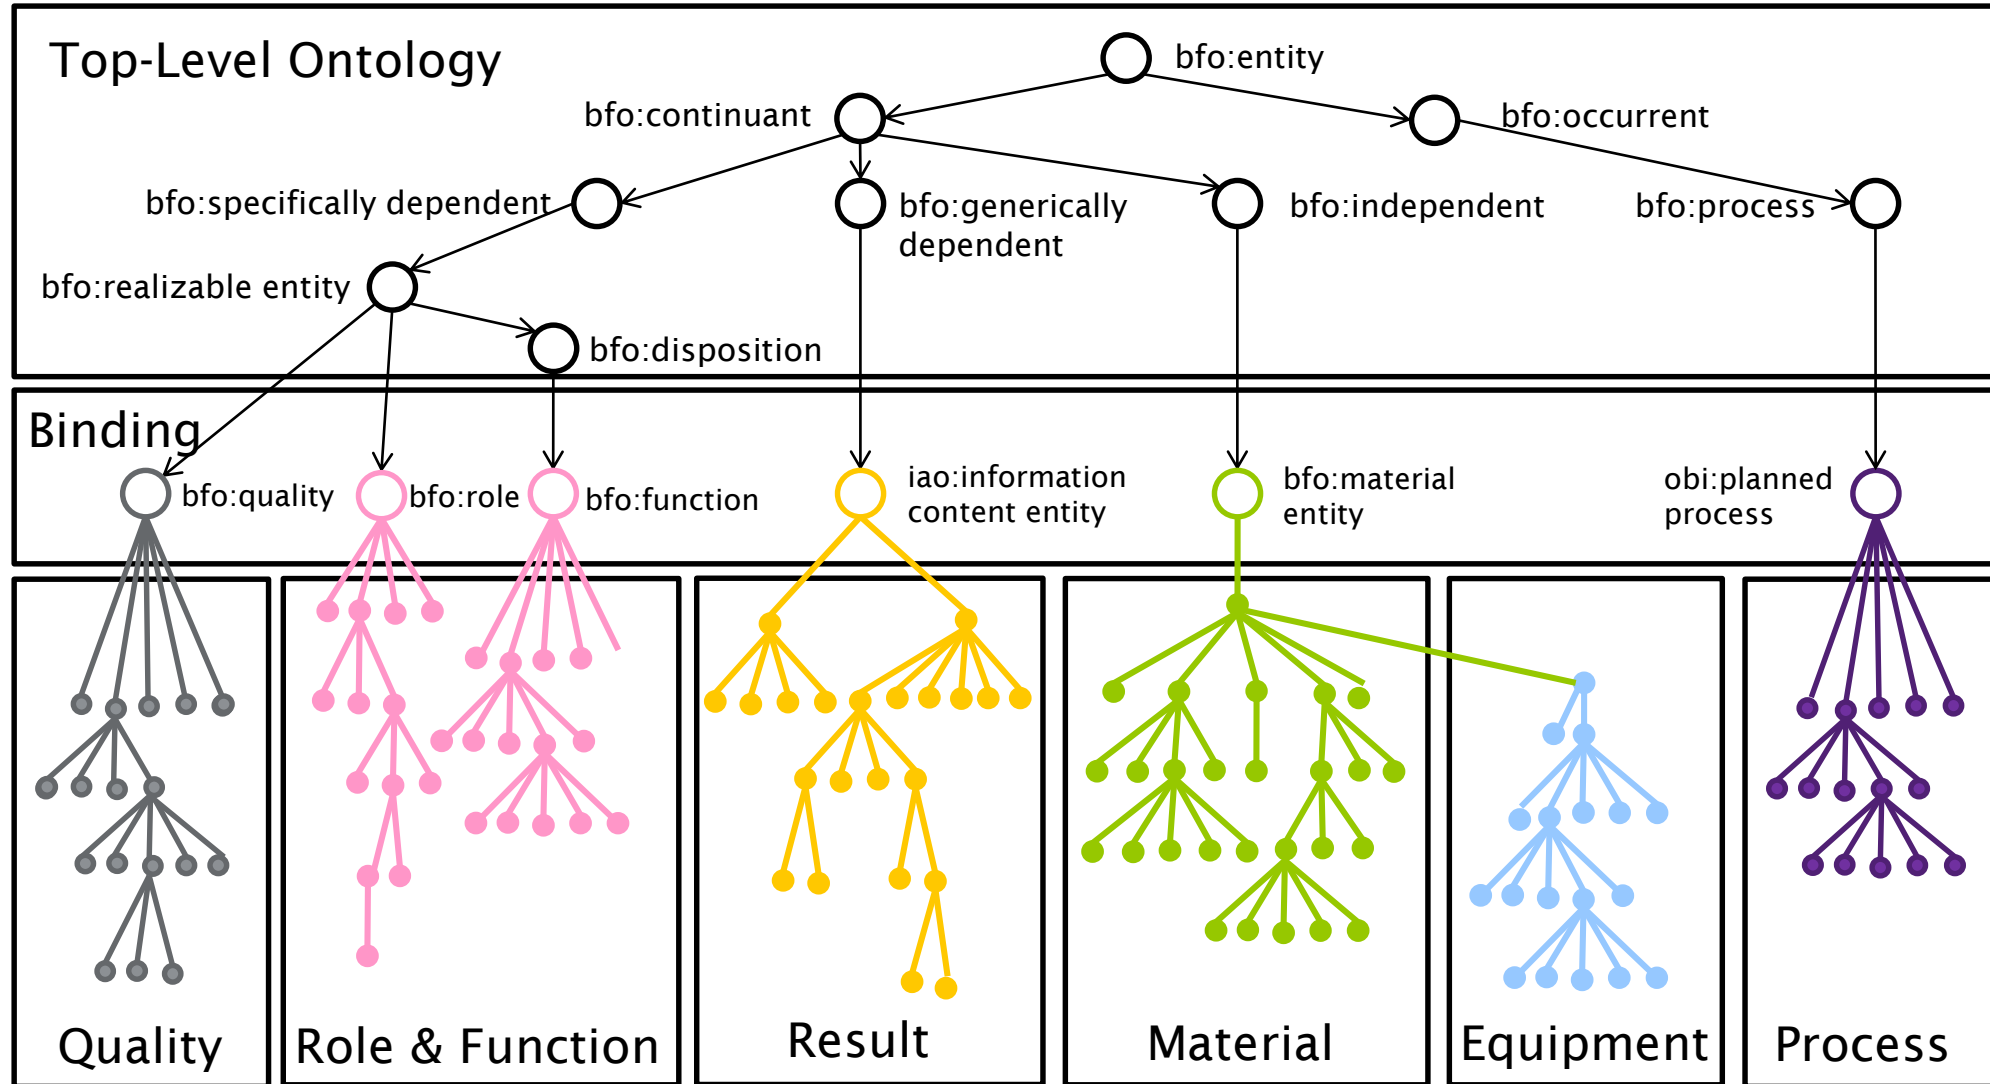 Top-Level Ontology
bfo:entity
bfo:continuant
bfo:occurrent
bfo:specifically dependent
bfo:generically
dependent
bfo:independent
bfo:process
bfo:realizable entity
bfo:disposition
Binding
bfo:quality
bfo:role
bfo:function
iao:information
content entity
bfo:material
entity
obi:planned
process
Quality
Role & Function
Result
Material
Equipment
Process